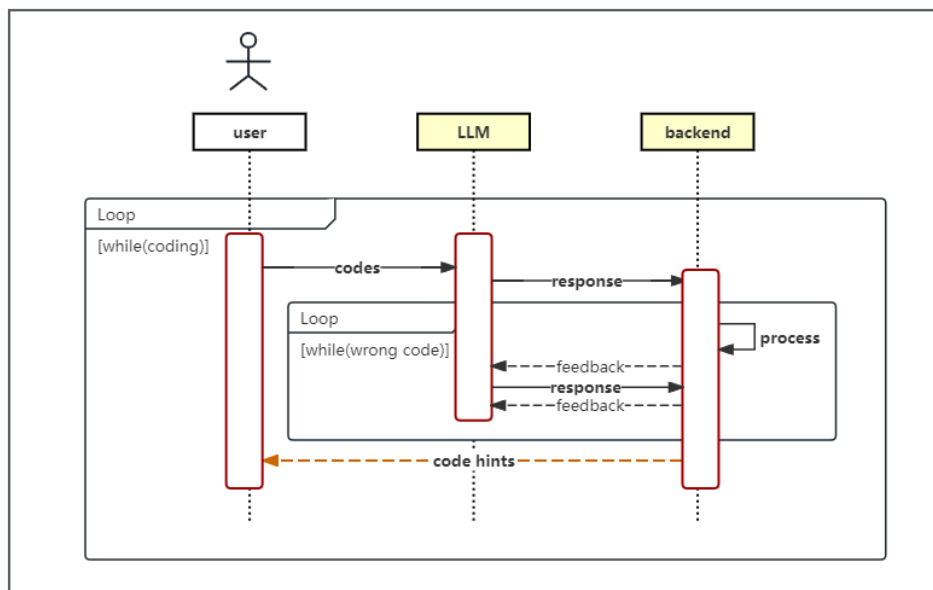 user
LLM
backend
Loop
[while(coding)]
codes
response
Loop
[while(wrong code)]
process
feedback
response
feedback
code hints